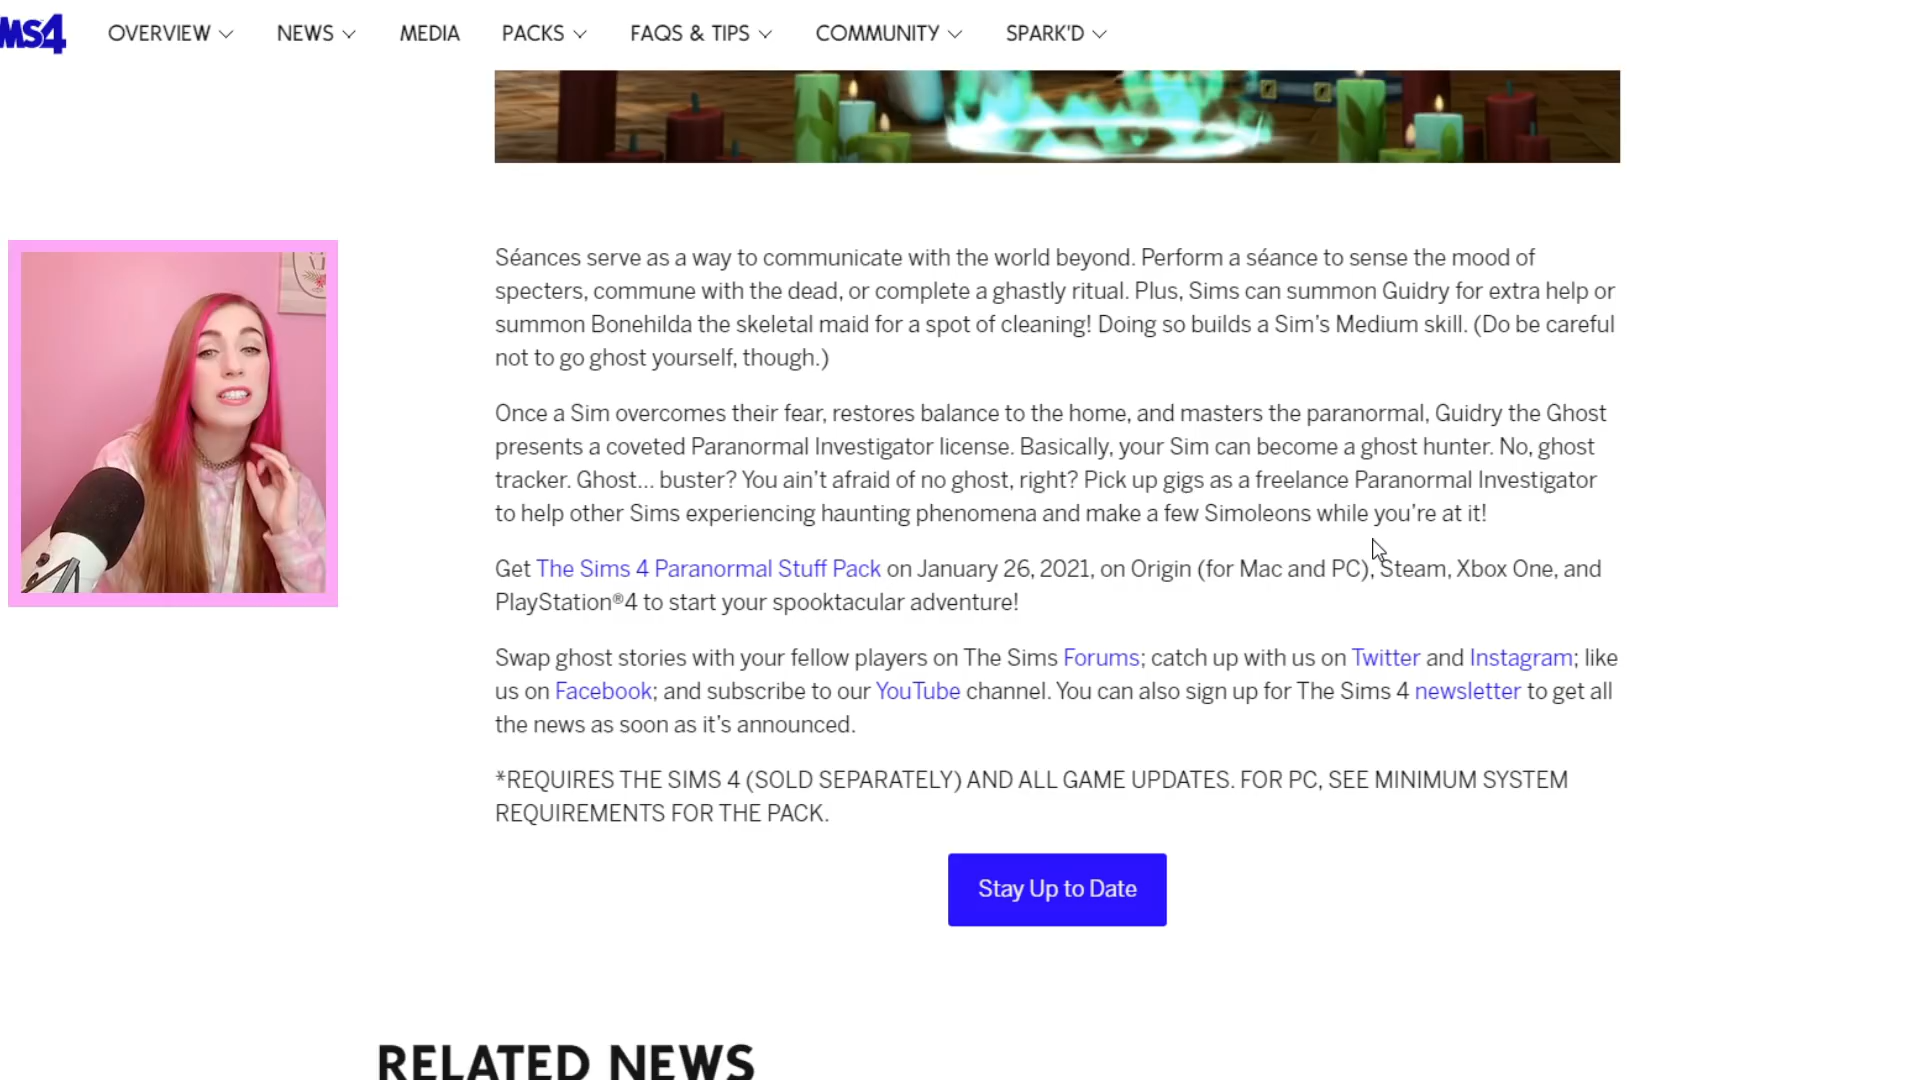 MS4 OVERVIEW NEWS MEDIA PACKS FAQS & TIPS COMMUNITY SPARK'D
Séances serve as a way to communicate with the world beyond. Perform a séance to sense the mood of
specters, commune with the dead, or complete a ghastly ritual. Plus, Sims can summon Guidry for extra help or
summon Bonehilda the skeletal maid for a spot of cleaning! Doing so builds a Sim’s Medium skill. (Do be careful
not to go ghost yourself, though.)
Once a Sim overcomes their fear, restores balance to the home, and masters the paranormal, Guidry the Ghost
presents a coveted Paranormal Investigator license. Basically, your Sim can become a ghost hunter. No, ghost
tracker. Ghost... buster? You ain’t afraid of no ghost, right? Pick up gigs as a freelance Paranormal Investigator
to help other Sims experiencing haunting phenomena and make a few Simoleons while you’re at it!
Get The Sims 4 Paranormal Stuff Pack on January 26, 2021, on Origin (for Mac and PC), Steam, Xbox One, and
PlayStation®4 to start your spooktacular adventure!
Swap ghost stories with your fellow players on The Sims Forums; catch up with us on Twitter and Instagram; like
us on Facebook; and subscribe to our YouTube channel. You can also sign up for The Sims 4 newsletter to get all
the news as soon as it’s announced.
*REQUIRES THE SIMS 4 (SOLD SEPARATELY) AND ALL GAME UPDATES. FOR PC, SEE MINIMUM SYSTEM
REQUIREMENTS FOR THE PACK.
Stay Up to Date
RELATED NEWS